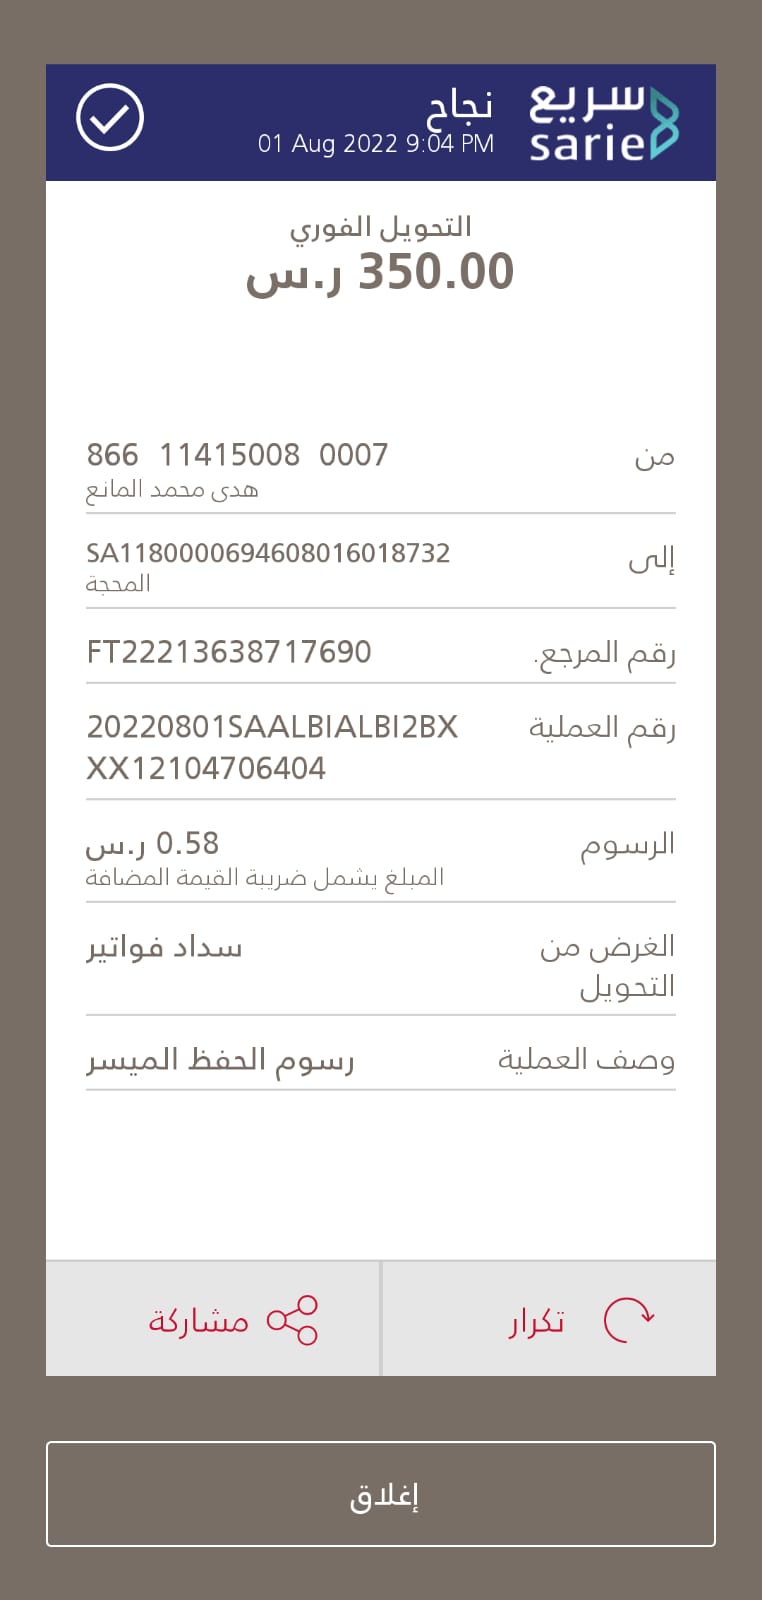 سريع
sarie
نجاح
01 Aug 2022 9:04 PM
التحويل الفوري
350.00 ر.س
من
866 11415008 0007
هدى محمد المانع
إلى
SA1180000694608016018732
المحجة
رقم المرجع.
FT22213638717690
رقم العملية
20220801SAALBIALBI2BX
XX12104706404
الرسوم
0.58 ر.س
المبلغ يشمل ضريبة القيمة المضافة
الغرض من
التحويل
سداد فواتير
وصف العملية
رسوم الحفظ الميسر
تكرار
مشاركة
إغلاق